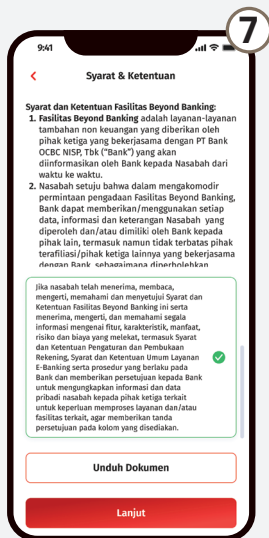 7
9:41
Syarat & Ketentuan
Syarat dan Ketentuan Fasilitas Beyond Banking:
1. Fasilitas Beyond Banking adalah layanan-layanan
tambahan non keuangan yang diberikan oleh
pihak ketiga yang bekerjasama dengan PT Bank
OCBC NISP, Tbk (“Bank”) yang akan
diinformasikan oleh Bank kepada Nasabah dari
waktu ke waktu.
2. Nasabah setuju bahwa dalam mengakomodir
permintaan pengadaan Fasilitas Beyond Banking,
Bank dapat memberikan/menggunakan setiap
data, informasi dan keterangan Nasabah yang
diperoleh dan/atau dimiliki oleh Bank kepada
pihak lain, termasuk namun tidak terbatas pihak
terafiliasi/pihak ketiga lainnya yang bekerjasama
dengan Bank, sebagaimana diperbolehkan
Jika nasabah telah menerima, membaca,
mengerti, memahami dan menyetujui Syarat dan
Ketentuan Fasilitas Beyond Banking ini serta
menerima, mengerti, dan memahami segala
informasi mengenai fitur, karakteristik, manfaat,
risiko dan biaya yang melekat, termasuk Syarat
dan Ketentuan Pengaturan dan Pembukaan
Rekening, Syarat dan Ketentuan Umum Layanan
E-Banking serta prosedur yang berlaku pada
Bank dan memberikan persetujuan kepada Bank
untuk mengungkapkan informasi dan data
pribadi nasabah kepada pihak ketiga terkait
untuk keperluan memproses layanan dan/atau
fasilitas terkait, agar memberikan tanda
persetujuan pada kolom yang disediakan.
Unduh Dokumen
Lanjut